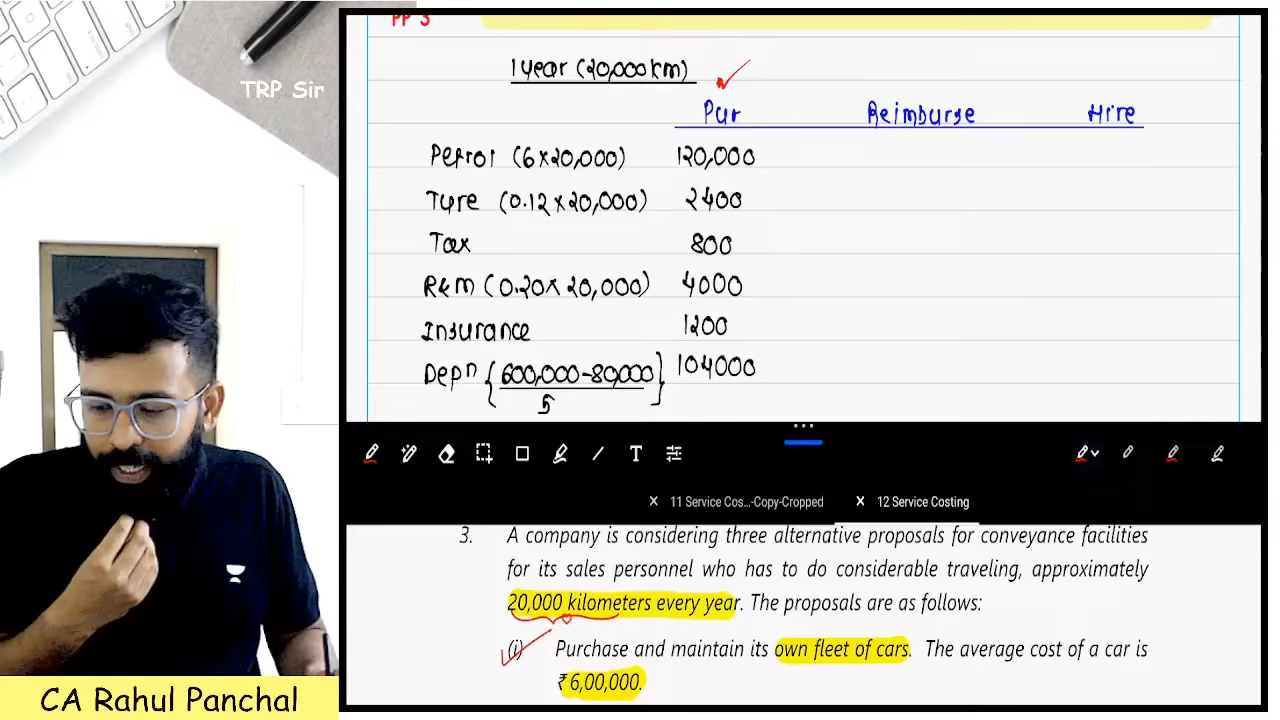 PP 3
TRP Sir
1 year (20,000 km)
Pur Reimburse Hire
Petrol (6 x 20,000) 120,000
Tyre (0.12 x 20,000) 2400
Tax 800
R&m (0.20 x 20,000) 4000
Insurance 1200
Depn { 600,000 - 80,000 / 5 } 104000
T
11 Service Cos...-Copy-Cropped
12 Service Costing
3. A company is considering three alternative proposals for conveyance facilities
for its sales personnel who has to do considerable traveling, approximately
20,000 kilometers every year. The proposals are as follows:
(i) Purchase and maintain its own fleet of cars. The average cost of a car is
₹ 6,00,000.
CA Rahul Panchal